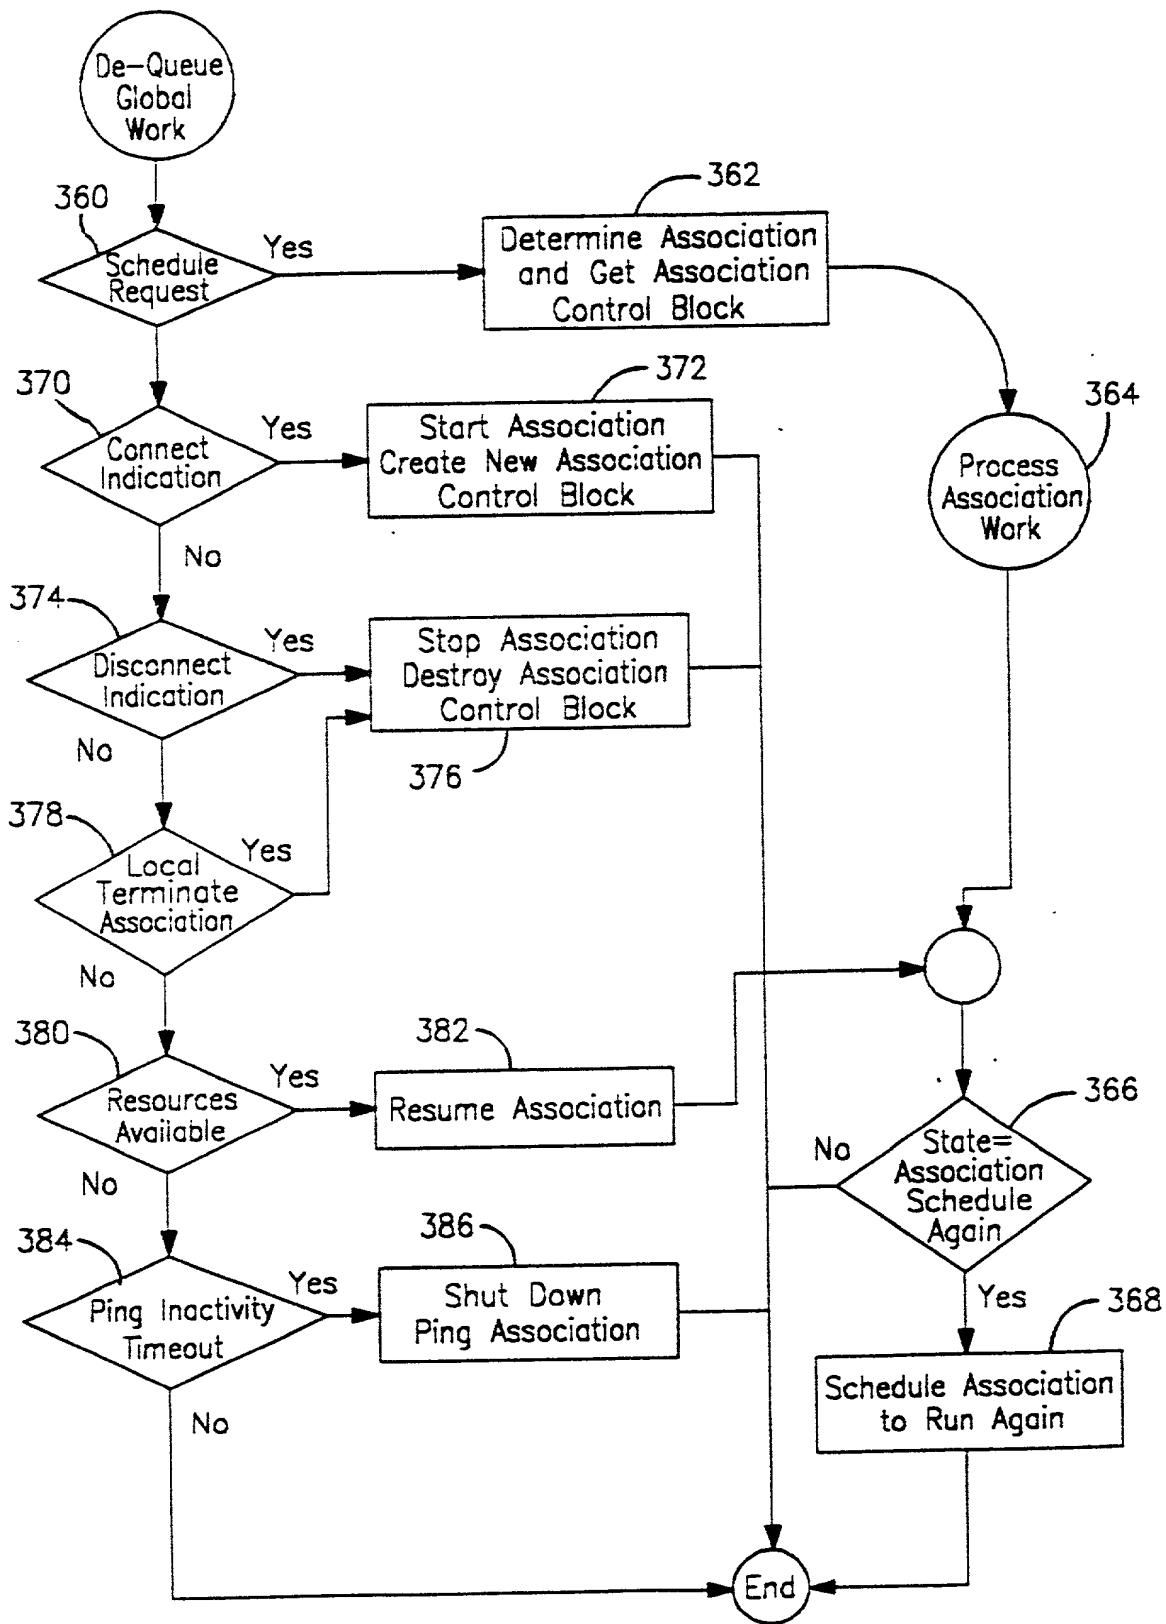 De-Queue
Global
Work
360
Schedule
Request
Yes
362
Determine Association
and Get Association
Control Block
370
Connect
Indication
Yes
372
Start Association
Create New Association
Control Block
364
Process
Association
Work
No
374
Disconnect
Indication
Yes
Stop Association
Destroy Association
Control Block
376
No
378
Local
Terminate
Association
Yes
No
380
Resources
Available
Yes
382
Resume Association
366
State=
Association
Schedule
Again
No
No
384
Ping Inactivity
Timeout
Yes
386
Shut Down
Ping Association
Yes
368
Schedule Association
to Run Again
No
End